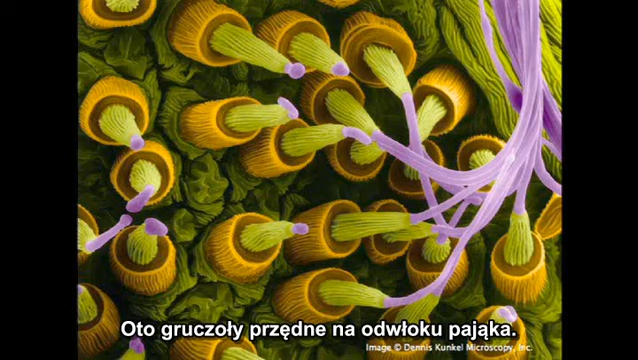 Oto gruczoły przędne na odwłoku pająka.
Image © Dennis Kunkel Microscopy, Inc.